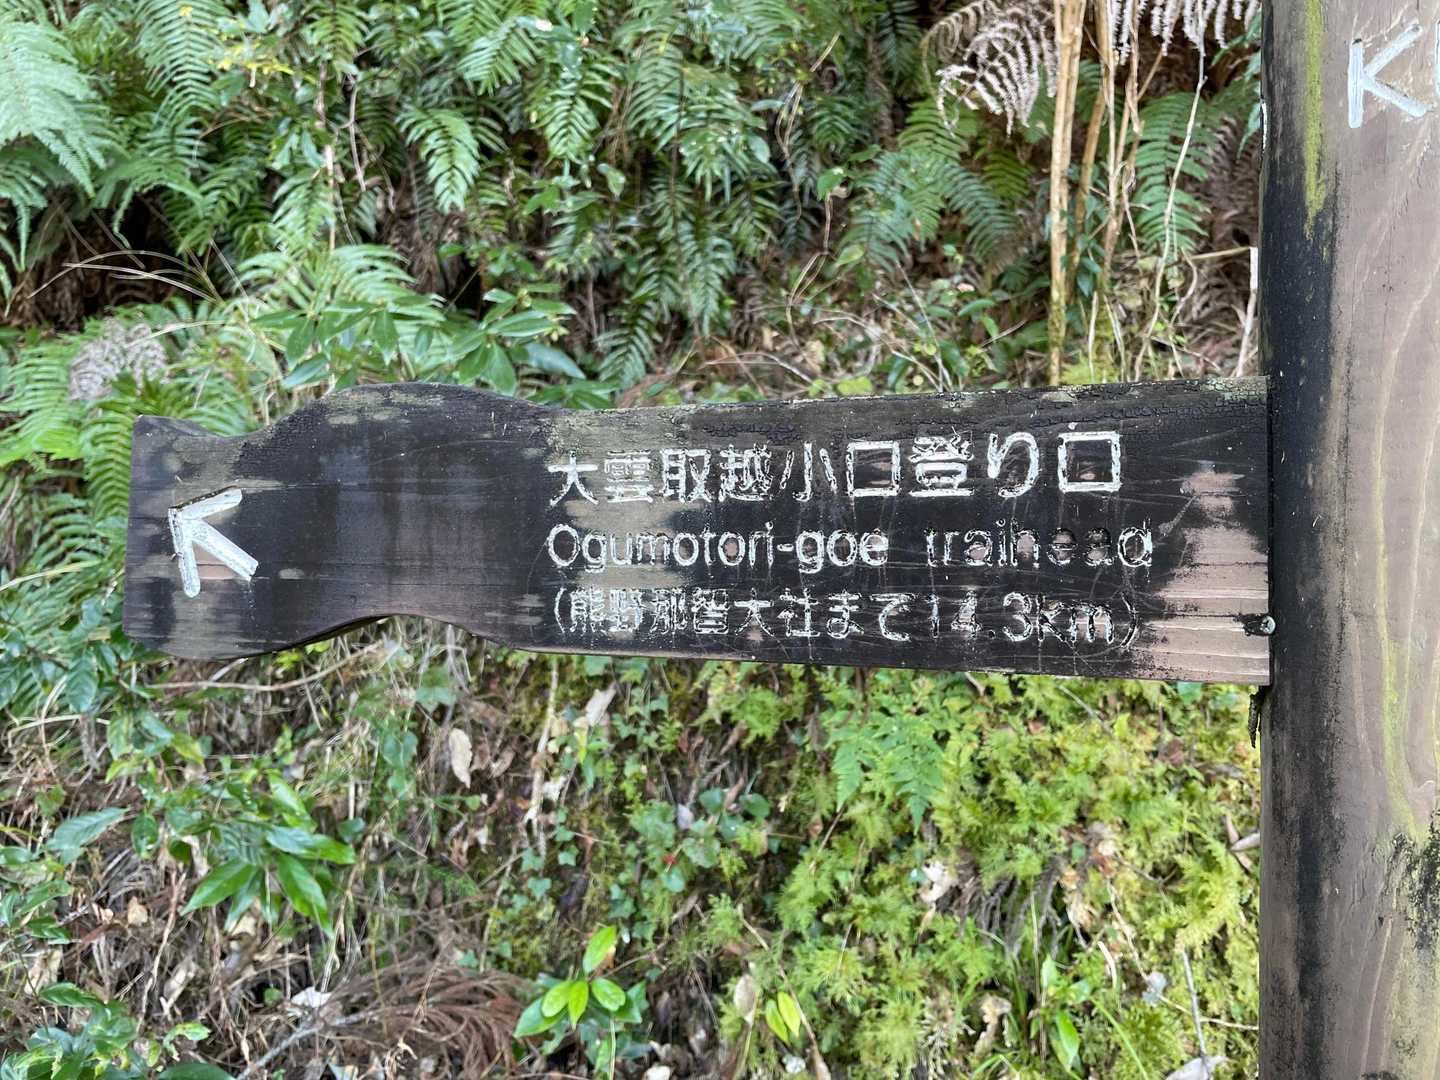 大雲取越小口登り口
Ogumotori-goe trailhead
(熊野那智大社まで14.3km)